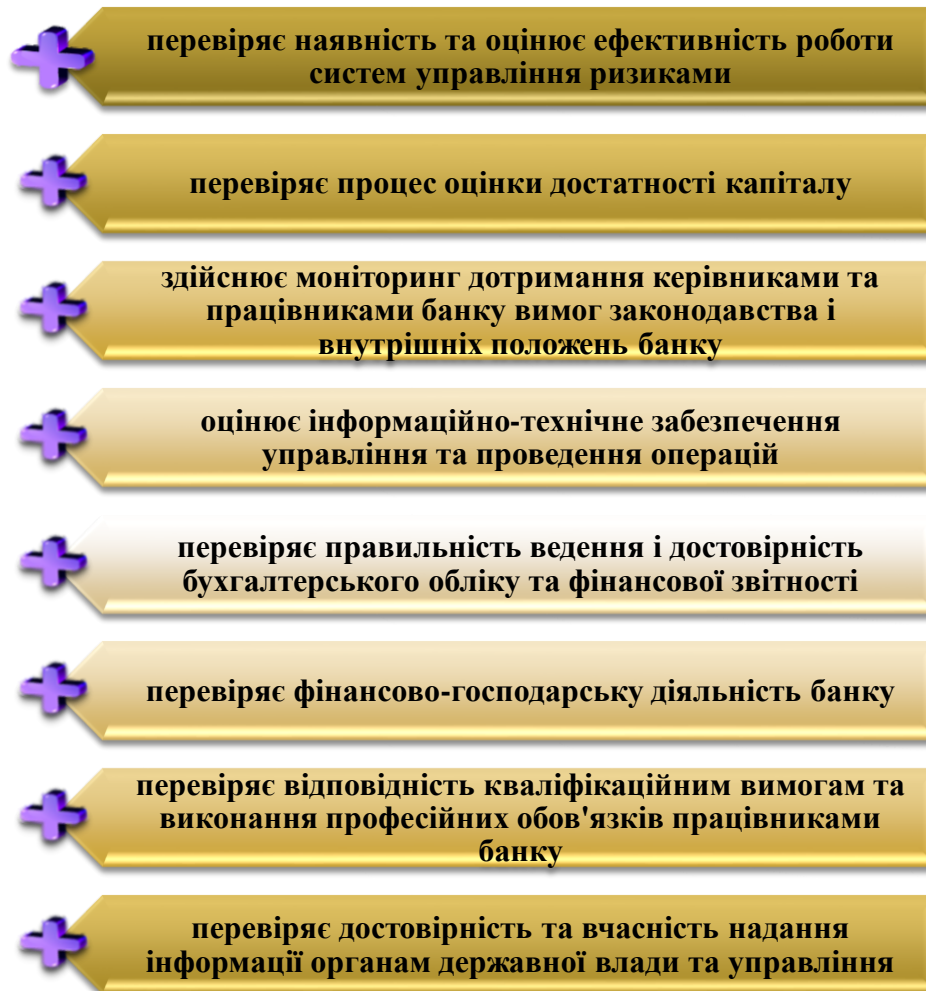 перевіряє наявність та оцінює ефективність роботи
систем управління ризиками
перевіряє процес оцінки достатності капіталу
здійснює моніторинг дотримання керівниками та
працівниками банку вимог законодавства і
внутрішніх положень банку
оцінює інформаційно-технічне забезпечення
управління та проведення операцій
перевіряє правильність ведення і достовірність
бухгалтерського обліку та фінансової звітності
перевіряє фінансово-господарську діяльність банку
перевіряє відповідність кваліфікаційним вимогам та
виконання професійних обов'язків працівниками
банку
перевіряє достовірність та вчасність надання
інформації органам державної влади та управління